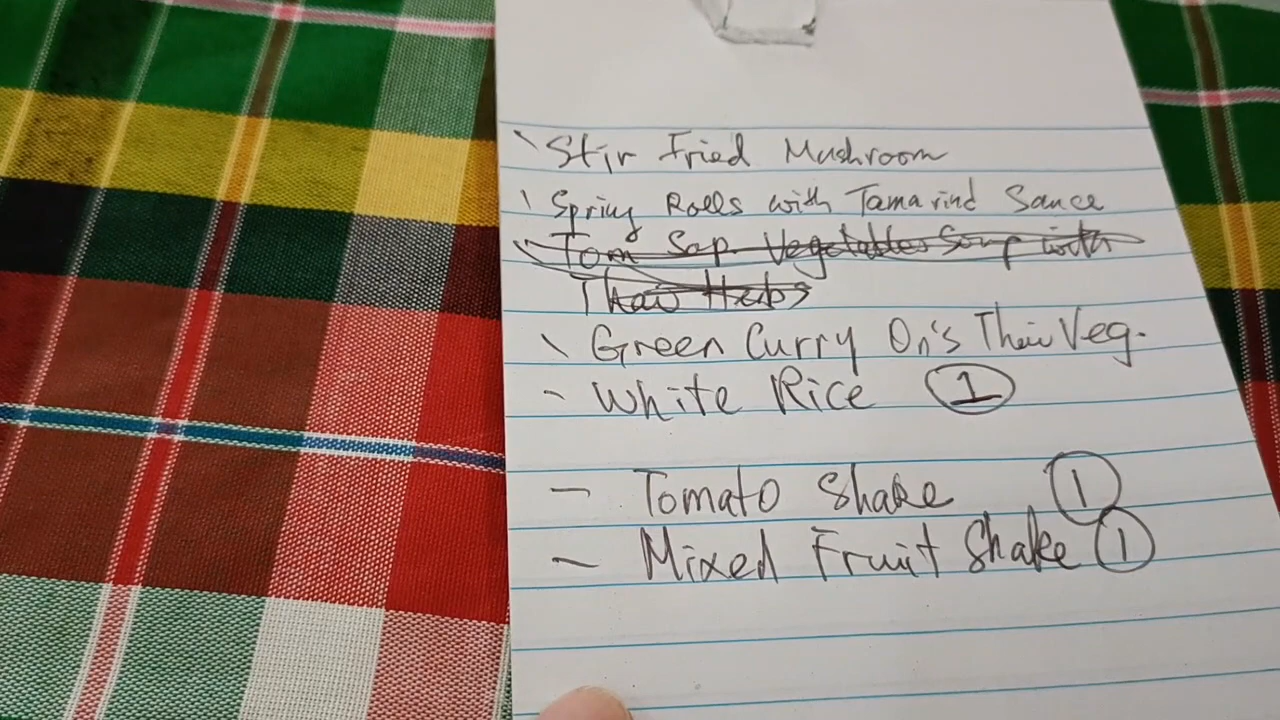 Stir Fried Mushroom
Spring Rolls with Tamarind Sauce
Tom Sap Vegetables Soup with
Thai Herbs
Green Curry On's Thai Veg.
- White Rice 1
- Tomato Shake 1
- Mixed Fruit Shake 1